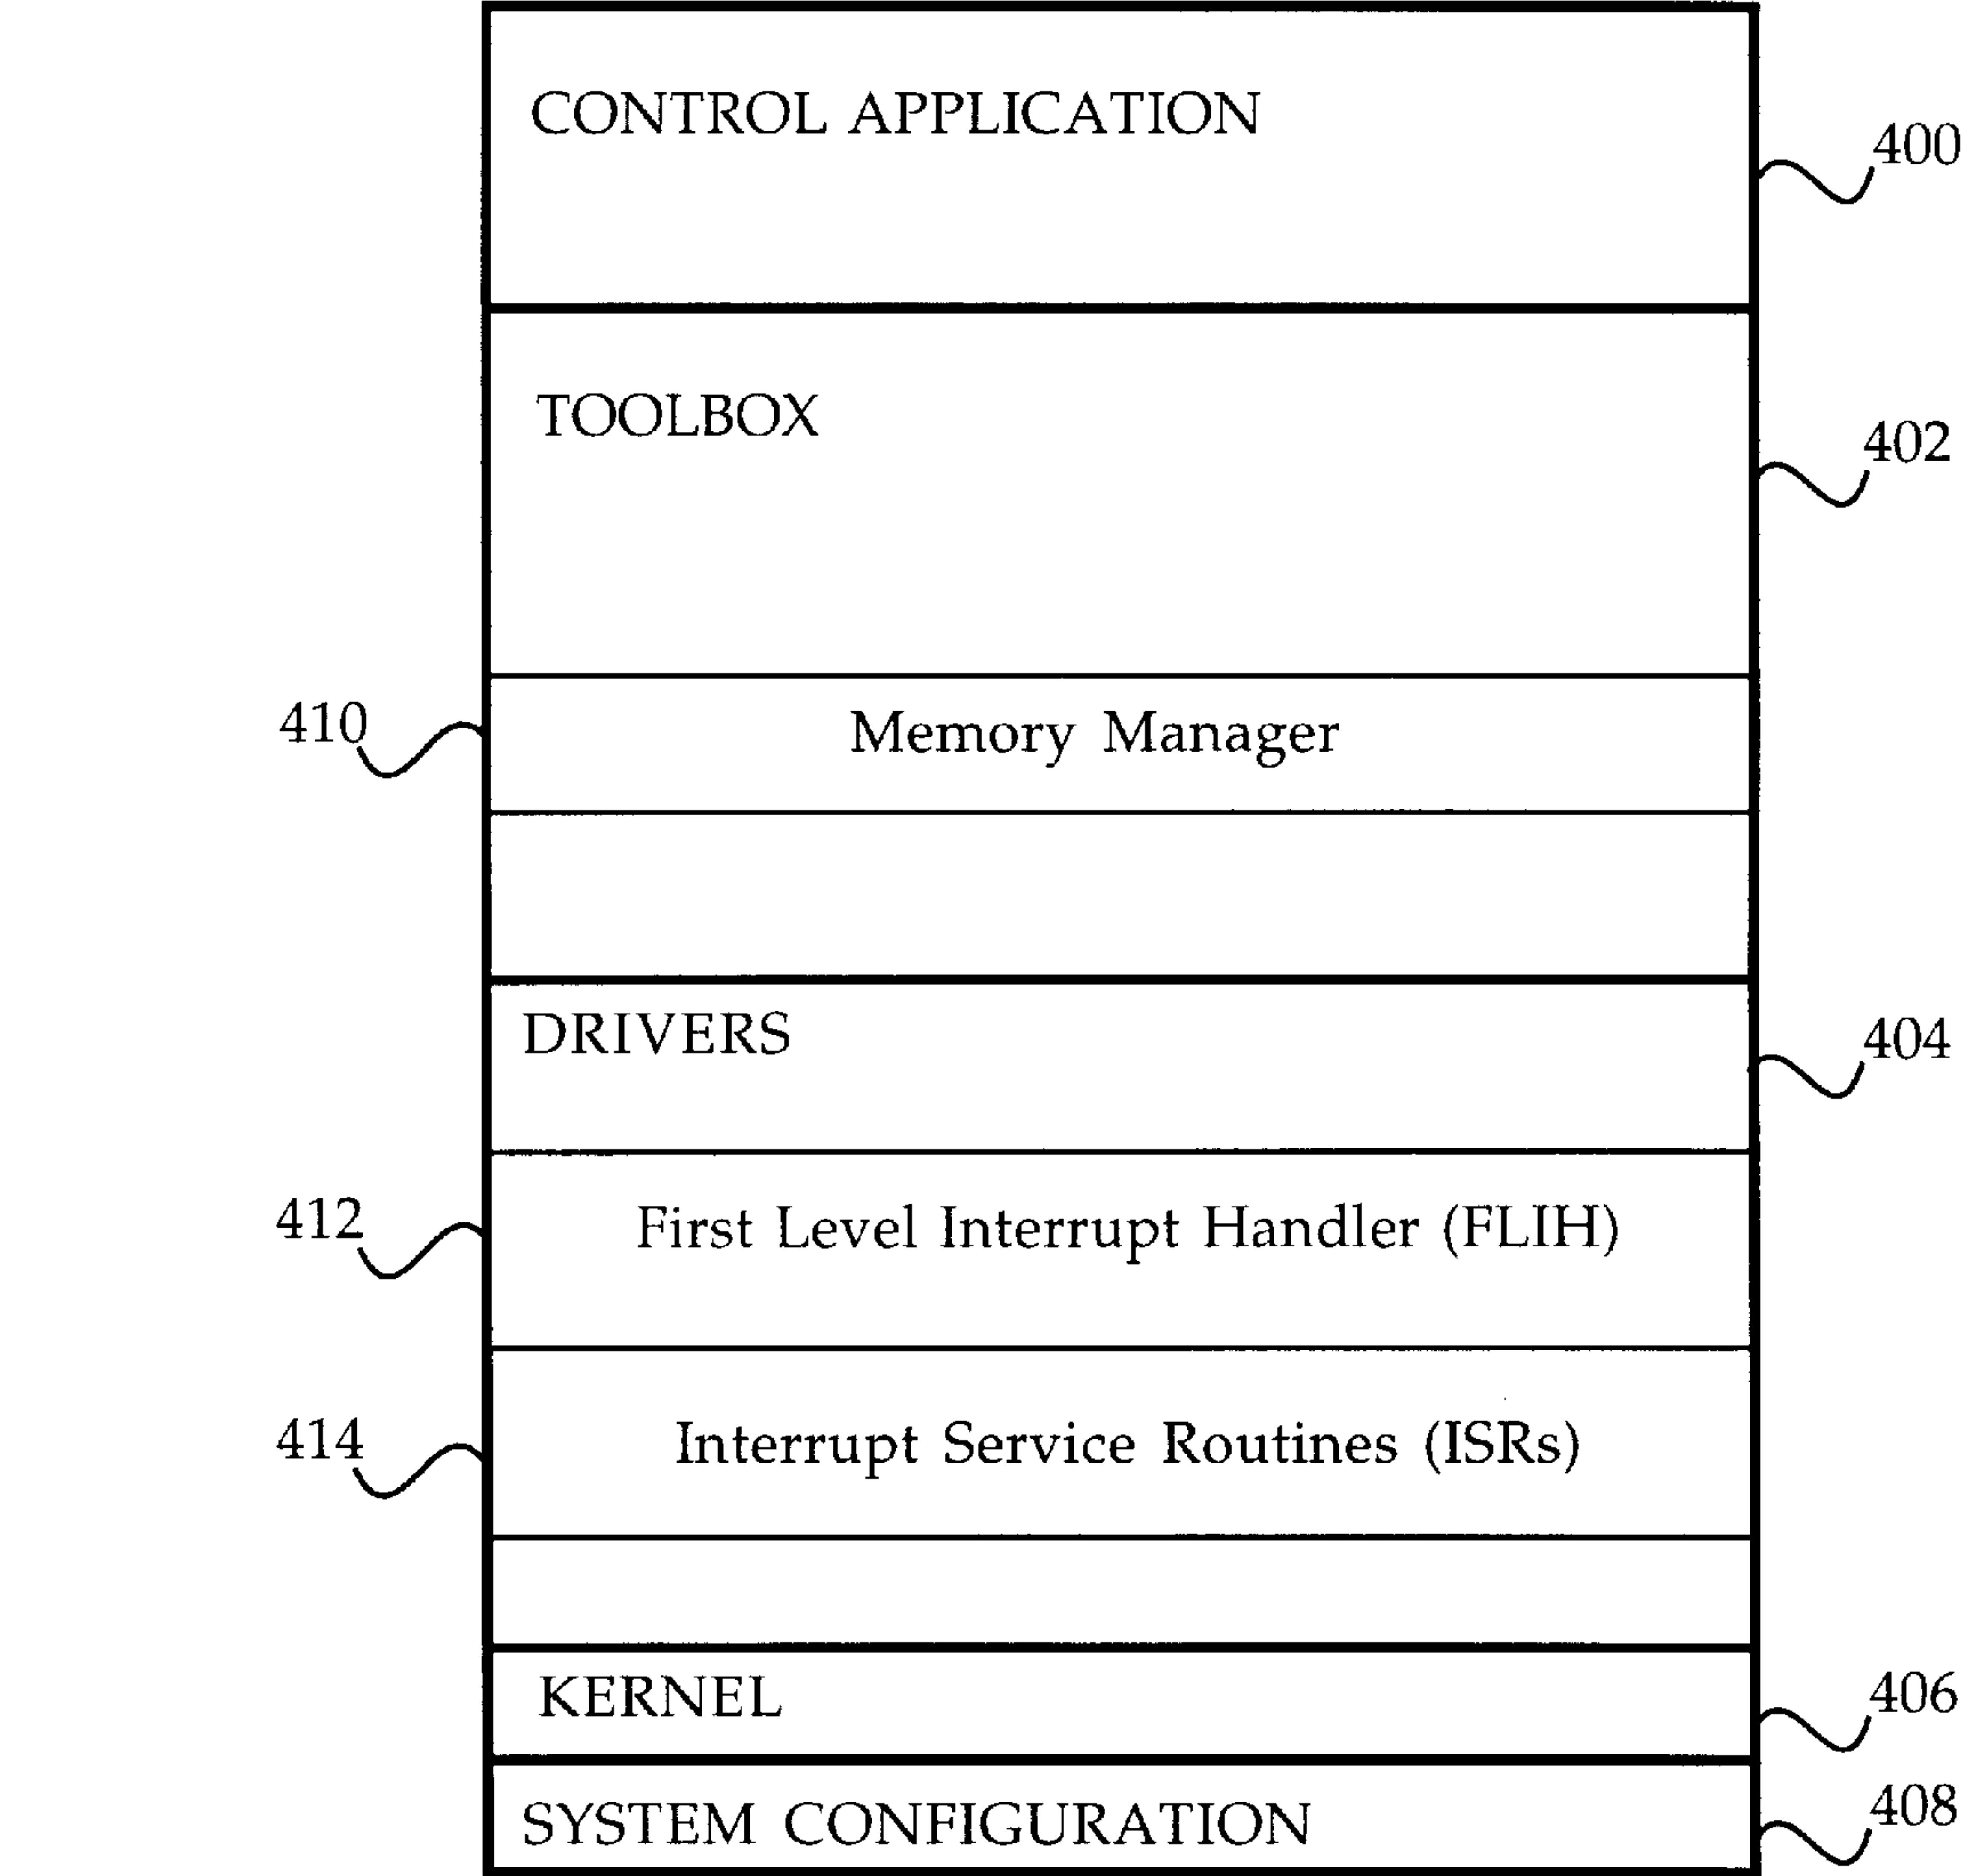 CONTROL APPLICATION
400
TOOLBOX
402
410
Memory Manager
DRIVERS
404
412
First Level Interrupt Handler (FLIH)
414
Interrupt Service Routines (ISRs)
KERNEL
406
SYSTEM CONFIGURATION
408